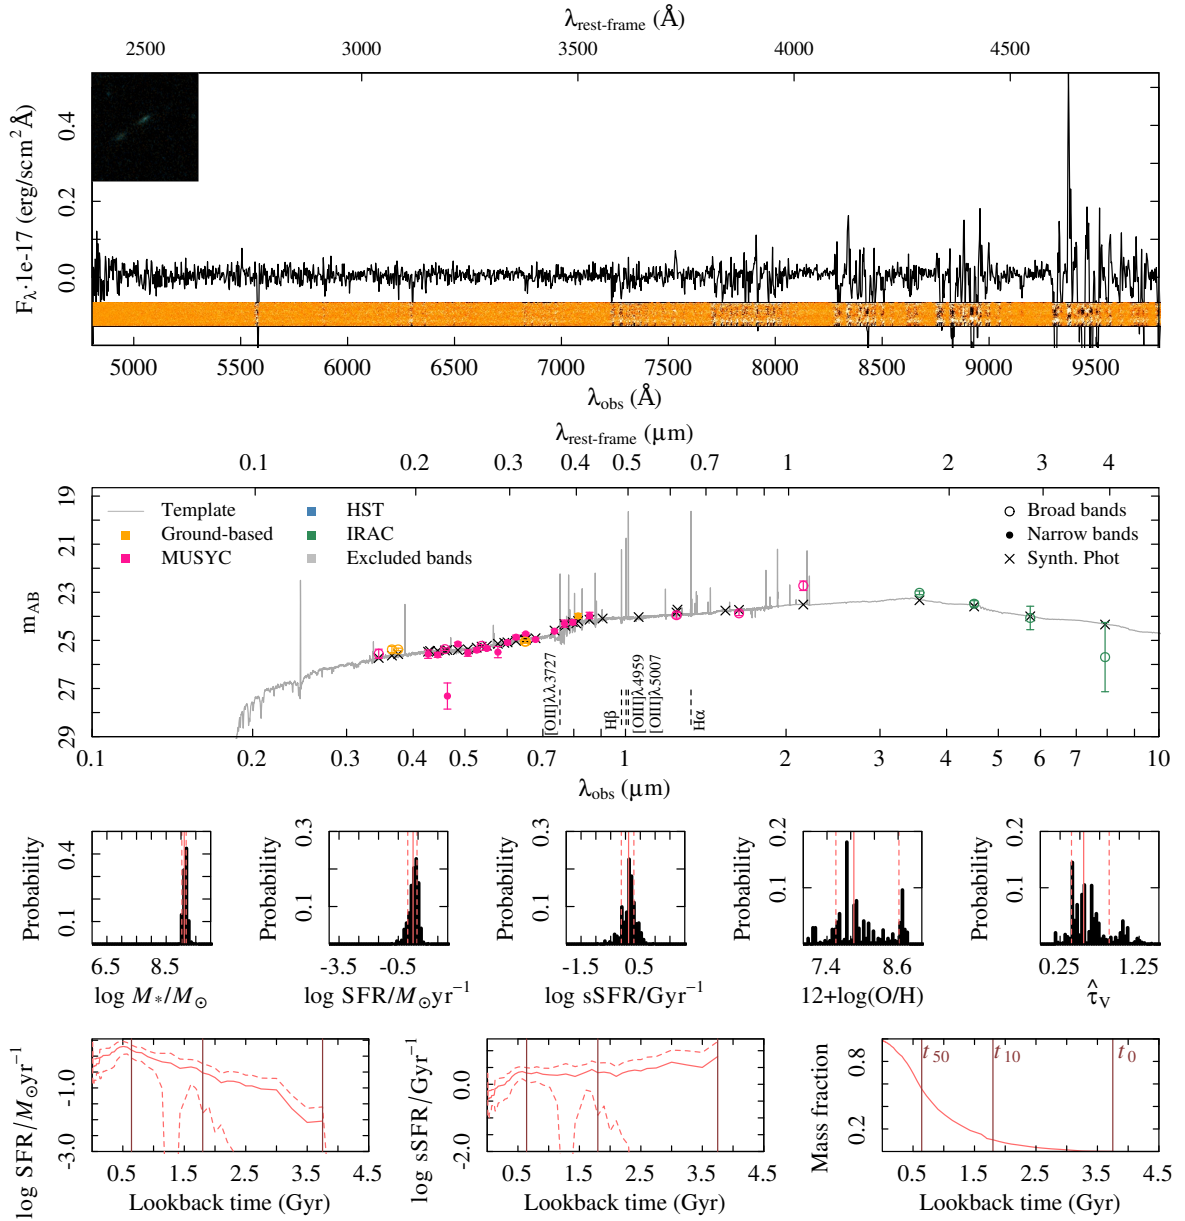 λrest-frame (Å)
2500 3000 3500 4000 4500
Fλ·1e-17 (erg/scm² Å)
0.0 0.2 0.4
5000 5500 6000 6500 7000 7500 8000 8500 9000 9500
λobs (Å)
λrest-frame (μm)
0.1 0.2 0.3 0.4 0.5 0.7 1 2 3 4
mAB
19 21 23 25 27 29
Template
Ground-based
MUSYC
HST
IRAC
Excluded bands
Broad bands
Narrow bands
Synth. Phot
[OII]λλ3727
Hβ
[OIII]λ4959
[OIII]λ5007
Hα
0.1 0.2 0.3 0.4 0.5 0.7 1 2 3 4 5 6 7 10
λobs (μm)
Probability
0.1 0.4
6.5 8.5
log M*/M⊙
Probability
0.1 0.3
-3.5 -0.5
log SFR/M⊙yr⁻¹
Probability
0.1 0.3
-1.5 0.5
log sSFR/Gyr⁻¹
Probability
0.1 0.2
7.4 8.6
12+log(O/H)
Probability
0.1 0.2
0.25 1.25
τ̂V
log SFR/M⊙yr⁻¹
-3.0 -1.0
0.5 1.5 2.5 3.5 4.5
Lookback time (Gyr)
log sSFR/Gyr⁻¹
-2.0 0.0
0.5 1.5 2.5 3.5 4.5
Lookback time (Gyr)
Mass fraction
0.2 0.8
t50 t10 t0
0.5 1.5 2.5 3.5 4.5
Lookback time (Gyr)